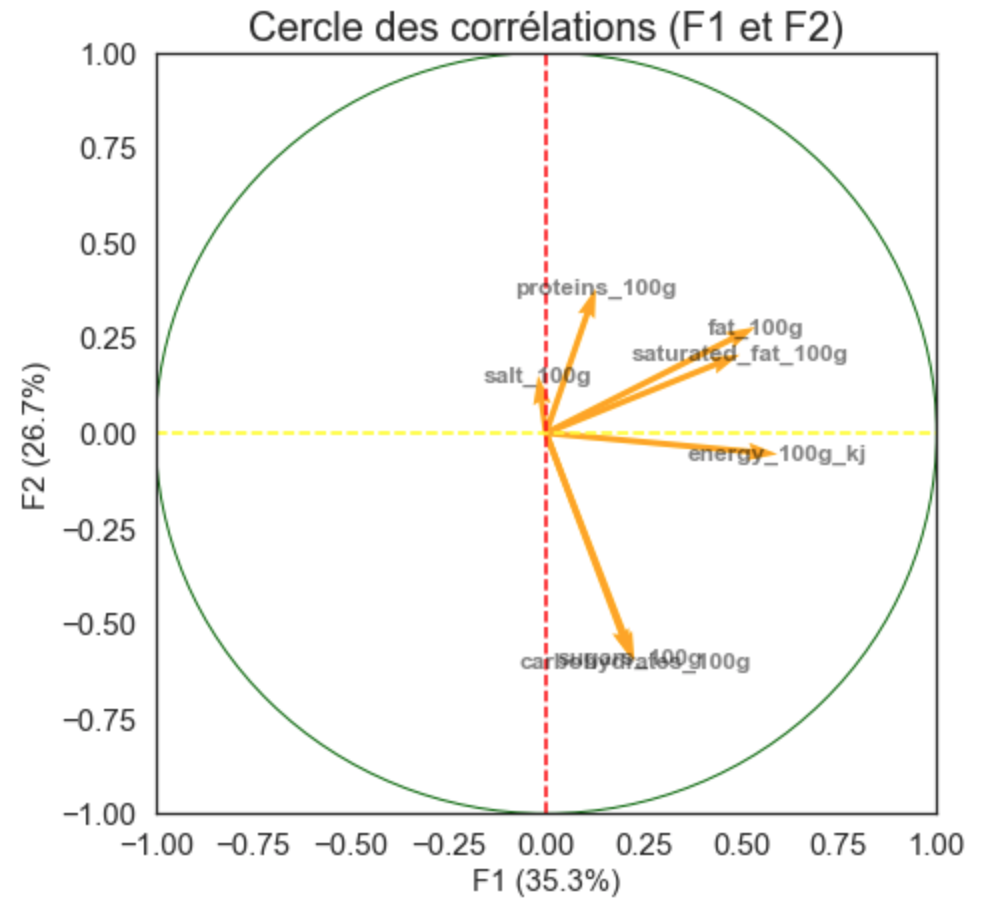 Cercle des corrélations (F1 et F2)
1.00
0.75
0.50
0.25
0.00
−0.25
−0.50
−0.75
−1.00
F2 (26.7%)
proteins_100g
fat_100g
saturated_fat_100g
salt_100g
energy_100g_kj
sugars_100g
carbohydrates_100g
−1.00 −0.75 −0.50 −0.25 0.00 0.25 0.50 0.75 1.00
F1 (35.3%)